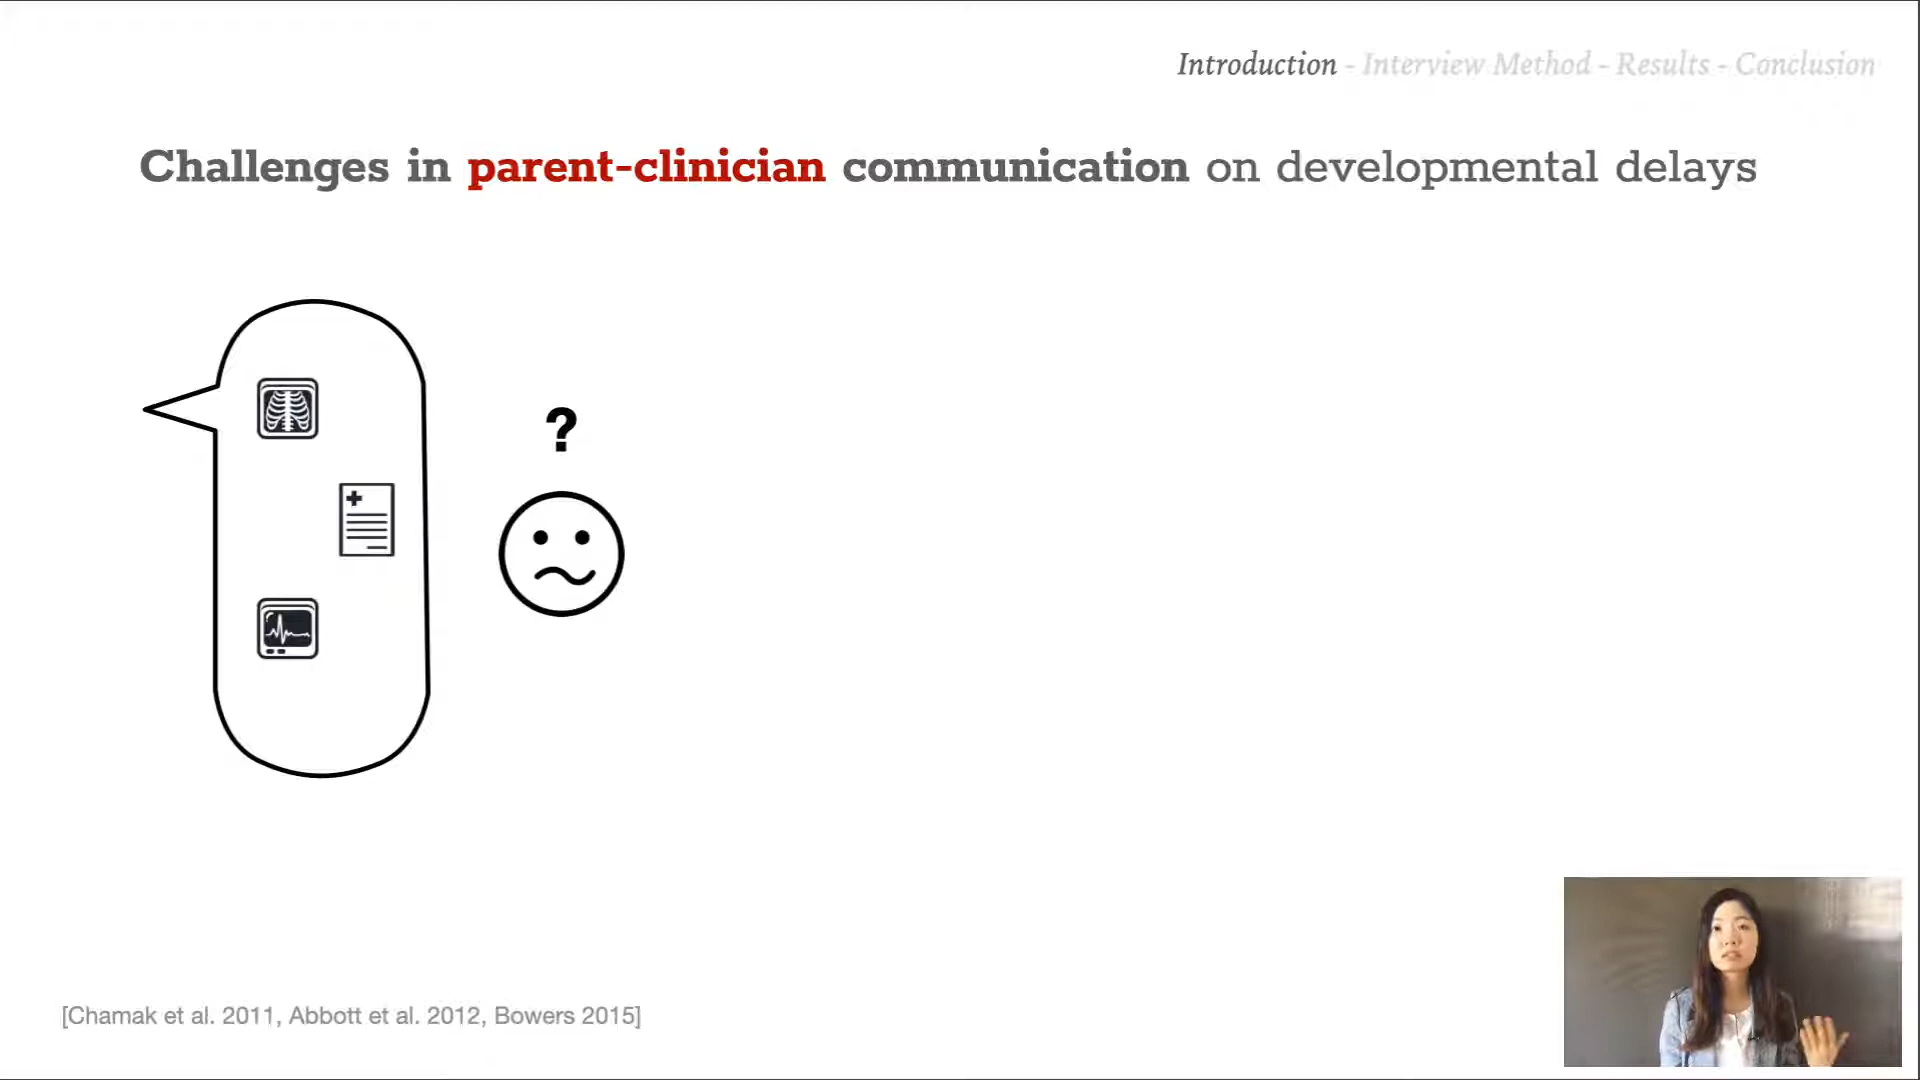 Introduction - Interview Method - Results - Conclusion
Challenges in parent-clinician communication on developmental delays
?
[Chamak et al. 2011, Abbott et al. 2012, Bowers 2015]